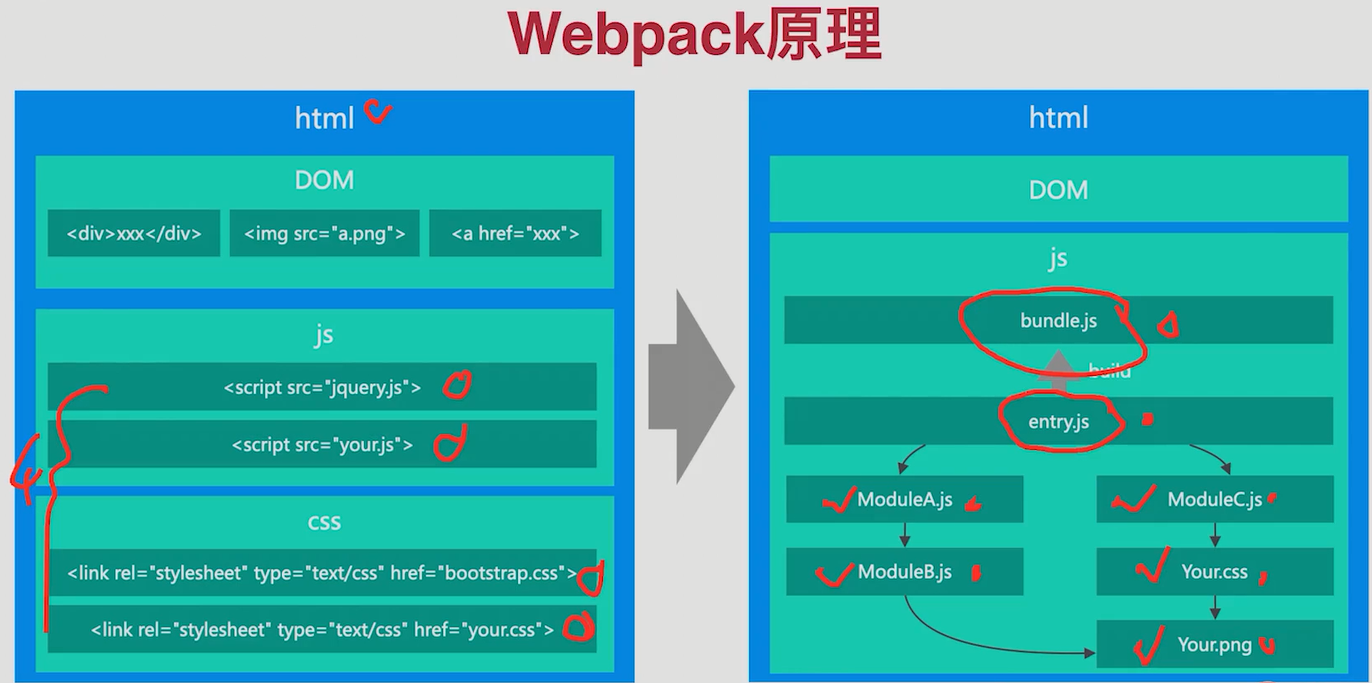 Webpack原理
html
DOM
<div>xxx</div>
<img src="a.png">
<a href="xxx">
js
<script src="jquery.js">
<script src="your.js">
css
<link rel="stylesheet" type="text/css" href="bootstrap.css">
<link rel="stylesheet" type="text/css" href="your.css">
html
DOM
js
bundle.js
build
entry.js
ModuleA.js
ModuleC.js
ModuleB.js
Your.css
Your.png